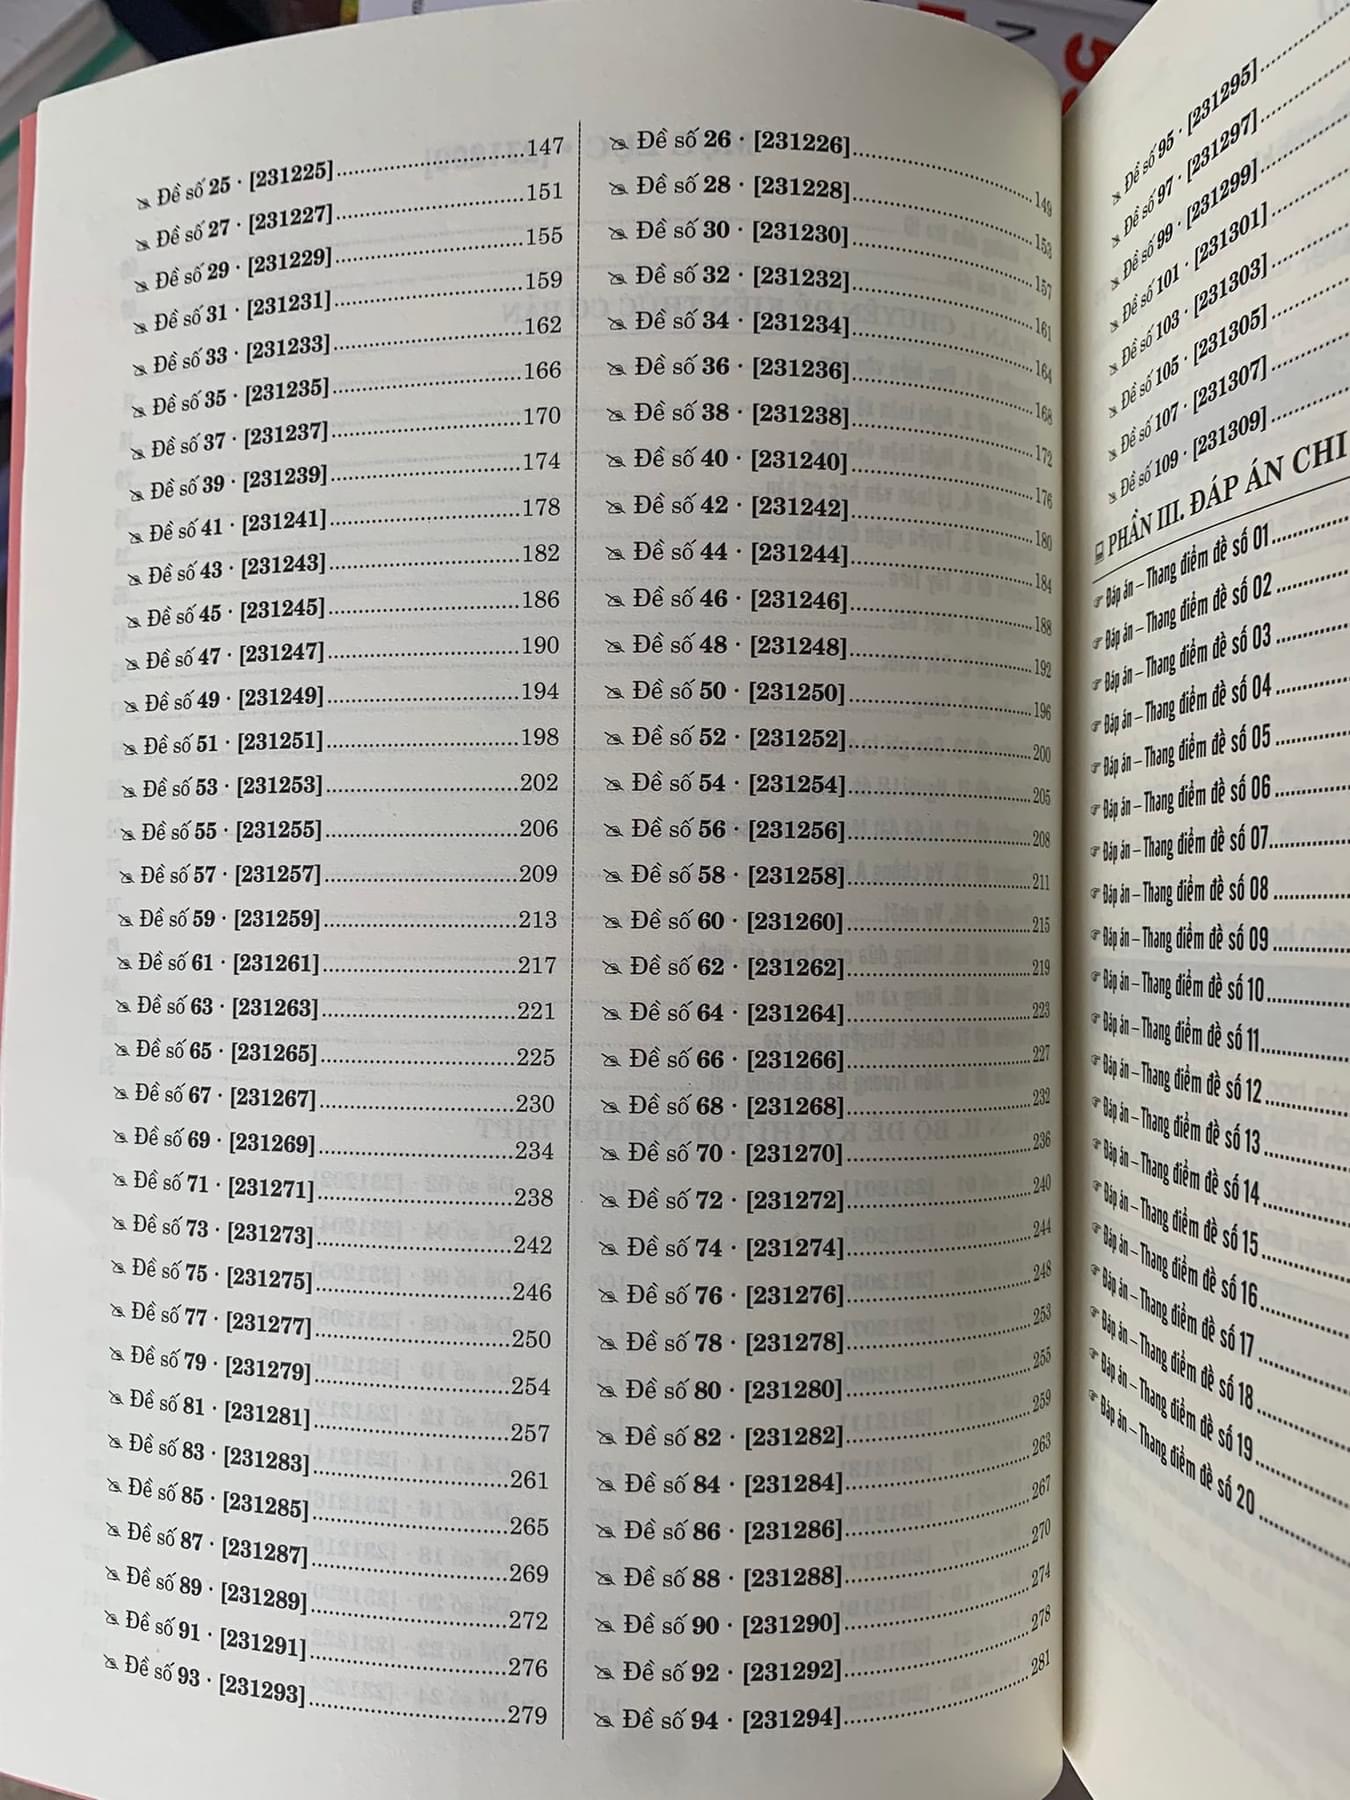 Đề số 25 · [231225]..........147
Đề số 27 · [231227]..........151
Đề số 29 · [231229]..........155
Đề số 31 · [231231]..........159
Đề số 33 · [231233]..........162
Đề số 35 · [231235]..........166
Đề số 37 · [231237]..........170
Đề số 39 · [231239]..........174
Đề số 41 · [231241]..........178
Đề số 43 · [231243]..........182
Đề số 45 · [231245]..........186
Đề số 47 · [231247]..........190
Đề số 49 · [231249]..........194
Đề số 51 · [231251]..........198
Đề số 53 · [231253]..........202
Đề số 55 · [231255]..........206
Đề số 57 · [231257]..........209
Đề số 59 · [231259]..........213
Đề số 61 · [231261]..........217
Đề số 63 · [231263]..........221
Đề số 65 · [231265]..........225
Đề số 67 · [231267]..........230
Đề số 69 · [231269]..........234
Đề số 71 · [231271]..........238
Đề số 73 · [231273]..........242
Đề số 75 · [231275]..........246
Đề số 77 · [231277]..........250
Đề số 79 · [231279]..........254
Đề số 81 · [231281]..........257
Đề số 83 · [231283]..........261
Đề số 85 · [231285]..........265
Đề số 87 · [231287]..........269
Đề số 89 · [231289]..........272
Đề số 91 · [231291]..........276
Đề số 93 · [231293]..........279
Đề số 26 · [231226]..........149
Đề số 28 · [231228]..........153
Đề số 30 · [231230]..........157
Đề số 32 · [231232]..........161
Đề số 34 · [231234]..........164
Đề số 36 · [231236]..........168
Đề số 38 · [231238]..........172
Đề số 40 · [231240]..........176
Đề số 42 · [231242]..........180
Đề số 44 · [231244]..........184
Đề số 46 · [231246]..........188
Đề số 48 · [231248]..........192
Đề số 50 · [231250]..........196
Đề số 52 · [231252]..........200
Đề số 54 · [231254]..........205
Đề số 56 · [231256]..........208
Đề số 58 · [231258]..........211
Đề số 60 · [231260]..........215
Đề số 62 · [231262]..........219
Đề số 64 · [231264]..........223
Đề số 66 · [231266]..........227
Đề số 68 · [231268]..........232
Đề số 70 · [231270]..........236
Đề số 72 · [231272]..........240
Đề số 74 · [231274]..........244
Đề số 76 · [231276]..........248
Đề số 78 · [231278]..........253
Đề số 80 · [231280]..........255
Đề số 82 · [231282]..........259
Đề số 84 · [231284]..........263
Đề số 86 · [231286]..........267
Đề số 88 · [231288]..........270
Đề số 90 · [231290]..........274
Đề số 92 · [231292]..........278
Đề số 94 · [231294]..........281
Đề số 95 · [231295]..........
Đề số 97 · [231297]..........
Đề số 99 · [231299]..........
Đề số 101 · [231301]..........
Đề số 103 · [231303]..........
Đề số 105 · [231305]..........
Đề số 107 · [231307]..........
Đề số 109 · [231309]..........
PHẦN III. ĐÁP ÁN CHI
Đáp án – Thang điểm đề số 01..........
Đáp án – Thang điểm đề số 02..........
Đáp án – Thang điểm đề số 03..........
Đáp án – Thang điểm đề số 04..........
Đáp án – Thang điểm đề số 05..........
Đáp án – Thang điểm đề số 06..........
Đáp án – Thang điểm đề số 07..........
Đáp án – Thang điểm đề số 08..........
Đáp án – Thang điểm đề số 09..........
Đáp án – Thang điểm đề số 10..........
Đáp án – Thang điểm đề số 11..........
Đáp án – Thang điểm đề số 12..........
Đáp án – Thang điểm đề số 13..........
Đáp án – Thang điểm đề số 14..........
Đáp án – Thang điểm đề số 15..........
Đáp án – Thang điểm đề số 16..........
Đáp án – Thang điểm đề số 17..........
Đáp án – Thang điểm đề số 18..........
Đáp án – Thang điểm đề số 19..........
Đáp án – Thang điểm đề số 20..........